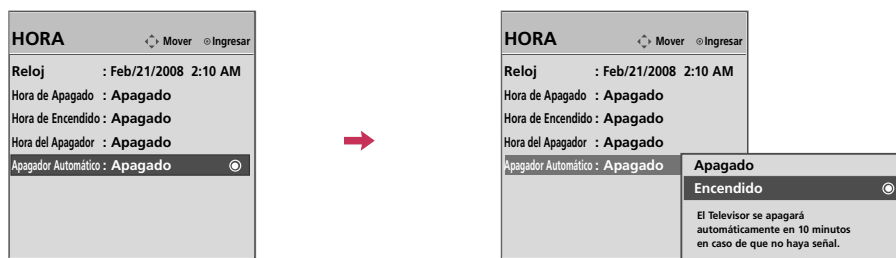 HORA Mover Ingresar
Reloj : Feb/21/2008 2:10 AM
Hora de Apagado : Apagado
Hora de Encendido : Apagado
Hora del Apagador : Apagado
Apagador Automático : Apagado
HORA Mover Ingresar
Reloj : Feb/21/2008 2:10 AM
Hora de Apagado : Apagado
Hora de Encendido : Apagado
Hora del Apagador : Apagado
Apagador Automático : Apagado
Apagado
Encendido
El Televisor se apagará
automáticamente en 10 minutos
en caso de que no haya señal.